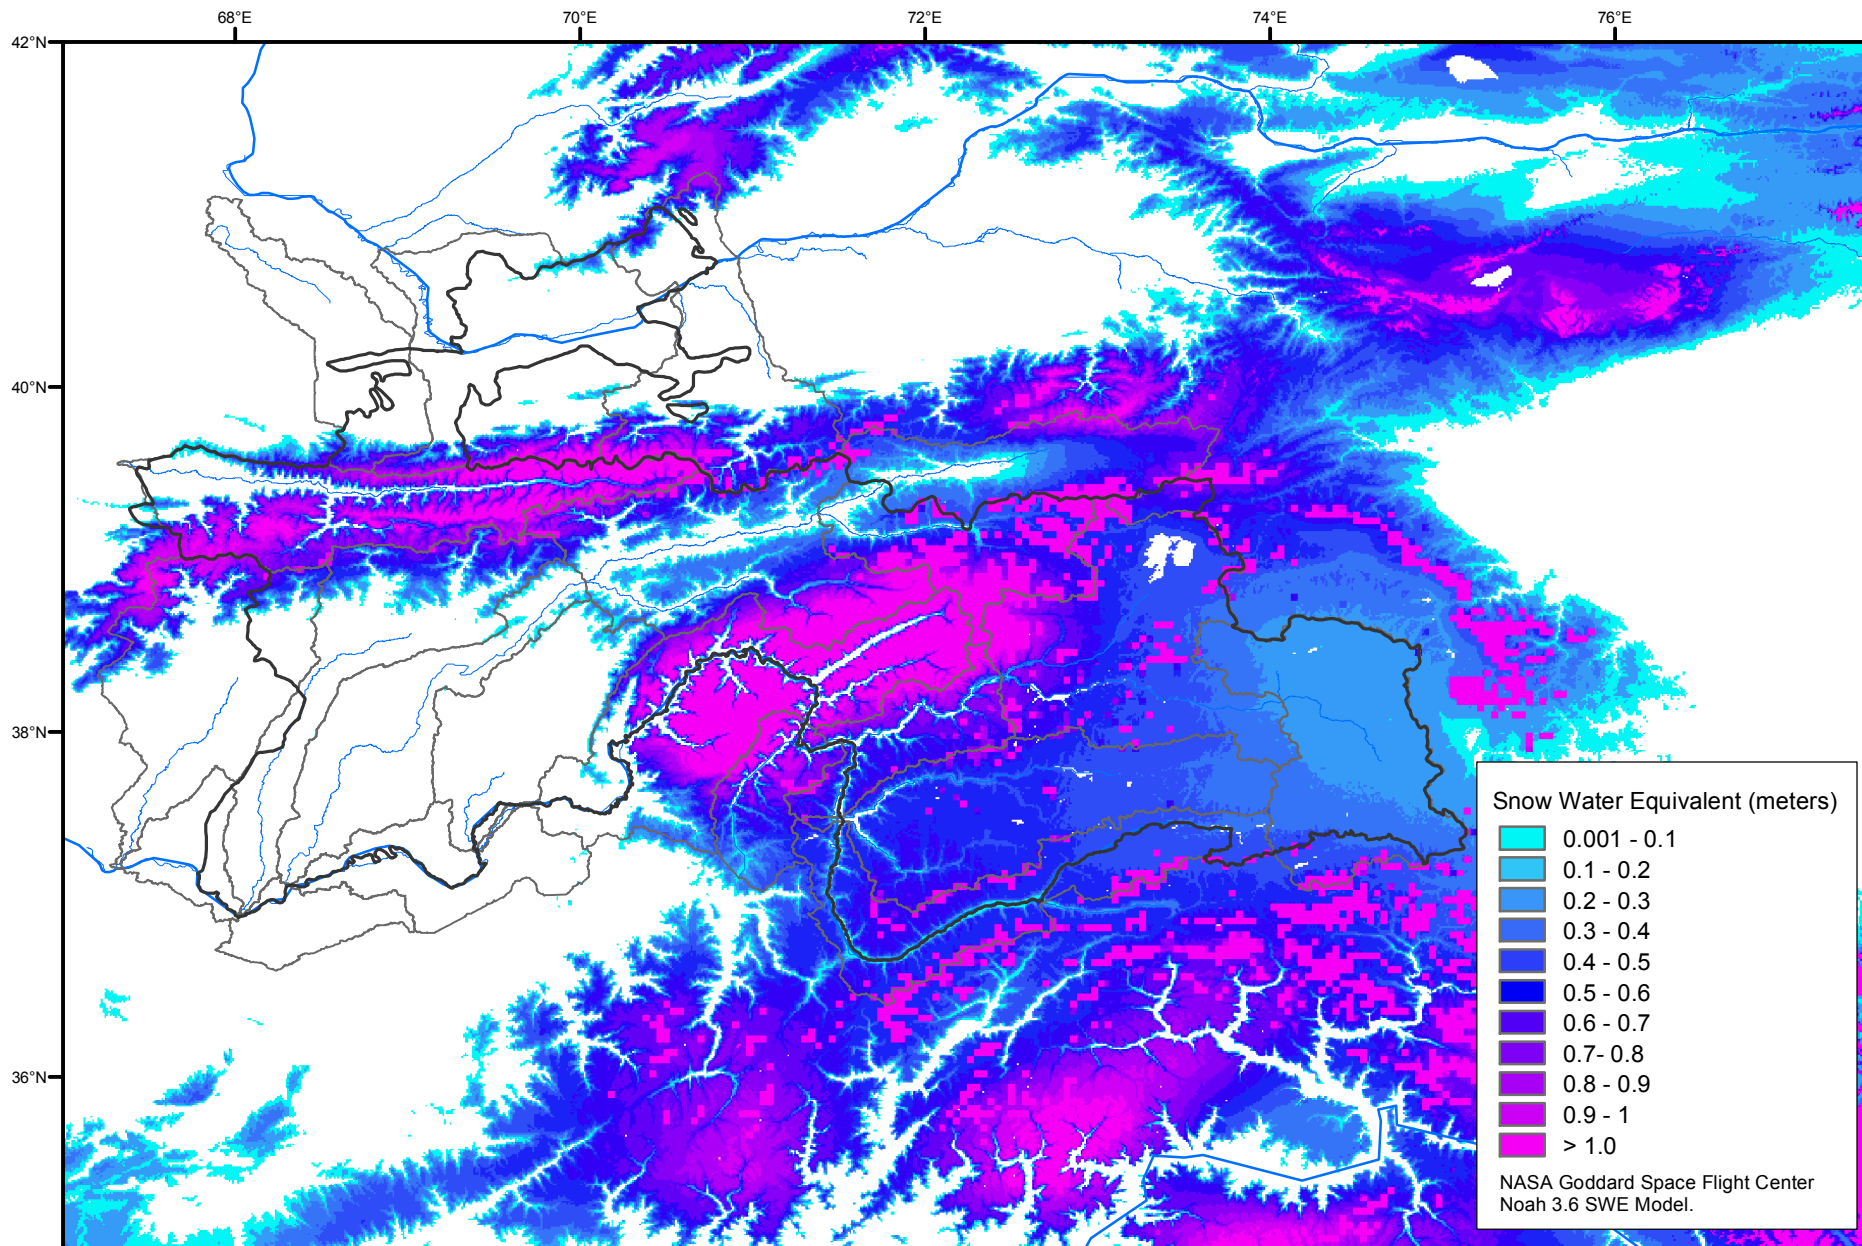 68°E
70°E
72°E
74°E
76°E
42°N
40°N
38°N
36°N
Snow Water Equivalent (meters)
0.001 - 0.1
0.1 - 0.2
0.2 - 0.3
0.3 - 0.4
0.4 - 0.5
0.5 - 0.6
0.6 - 0.7
0.7- 0.8
0.8 - 0.9
0.9 - 1
> 1.0
NASA Goddard Space Flight Center
Noah 3.6 SWE Model.